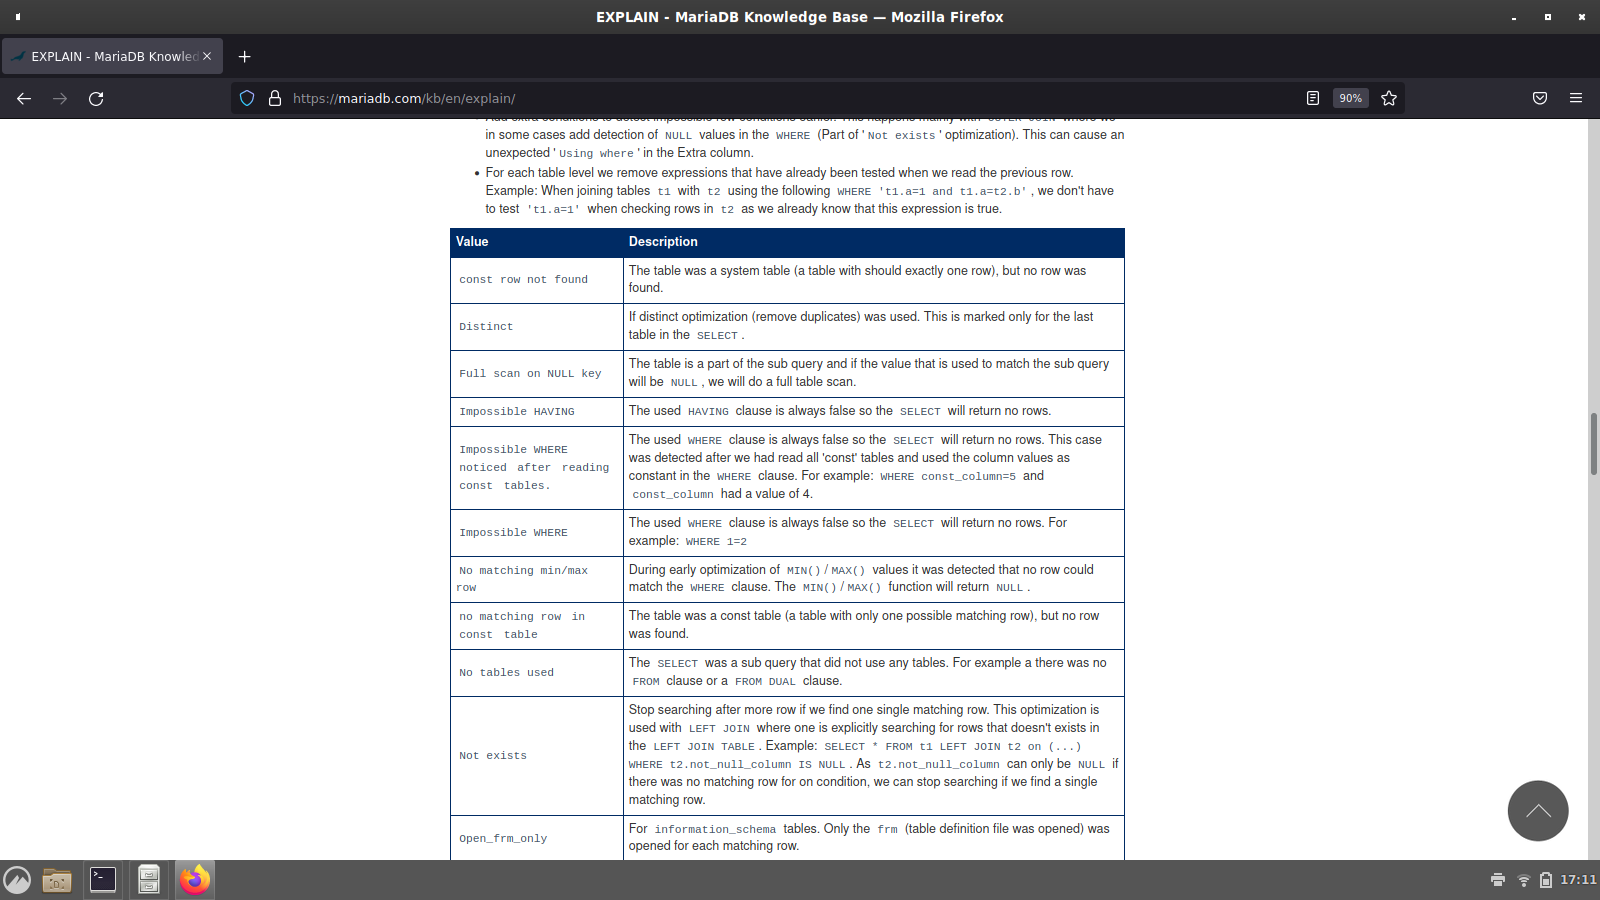 EXPLAIN - MariaDB Knowledge Base — Mozilla Firefox
EXPLAIN - MariaDB Knowled
https://mariadb.com/kb/en/explain/
90%
in some cases add detection of NULL values in the WHERE (Part of ' Not exists ' optimization). This can cause an
unexpected ' Using where ' in the Extra column.
• For each table level we remove expressions that have already been tested when we read the previous row.
Example: When joining tables t1 with t2 using the following WHERE 't1.a=1 and t1.a=t2.b' , we don't have
to test 't1.a=1' when checking rows in t2 as we already know that this expression is true.
Value Description
const row not found
The table was a system table (a table with should exactly one row), but no row was
found.
Distinct
If distinct optimization (remove duplicates) was used. This is marked only for the last
table in the SELECT .
Full scan on NULL key
The table is a part of the sub query and if the value that is used to match the sub query
will be NULL , we will do a full table scan.
Impossible HAVING
The used HAVING clause is always false so the SELECT will return no rows.
Impossible WHERE
noticed after reading
const tables.
The used WHERE clause is always false so the SELECT will return no rows. This case
was detected after we had read all 'const' tables and used the column values as
constant in the WHERE clause. For example: WHERE const_column=5 and
const_column had a value of 4.
Impossible WHERE
The used WHERE clause is always false so the SELECT will return no rows. For
example: WHERE 1=2
No matching min/max
row
During early optimization of MIN() / MAX() values it was detected that no row could
match the WHERE clause. The MIN() / MAX() function will return NULL .
no matching row in
const table
The table was a const table (a table with only one possible matching row), but no row
was found.
No tables used
The SELECT was a sub query that did not use any tables. For example a there was no
FROM clause or a FROM DUAL clause.
Not exists
Stop searching after more row if we find one single matching row. This optimization is
used with LEFT JOIN where one is explicitly searching for rows that doesn't exists in
the LEFT JOIN TABLE . Example: SELECT * FROM t1 LEFT JOIN t2 on (...)
WHERE t2.not_null_column IS NULL . As t2.not_null_column can only be NULL if
there was no matching row for on condition, we can stop searching if we find a single
matching row.
Open_frm_only
For information_schema tables. Only the frm (table definition file was opened) was
opened for each matching row.
17:11